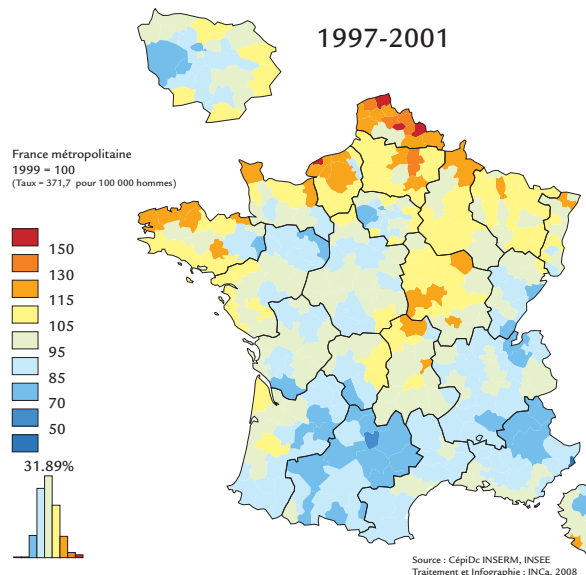 1997-2001
France métropolitaine
1999 = 100
(Taux = 371,7 pour 100 000 hommes)
150
130
115
105
95
85
70
50
31.89%
Source : CépiDc INSERM, INSEE
Traitement et Infographie : INCa, 2008